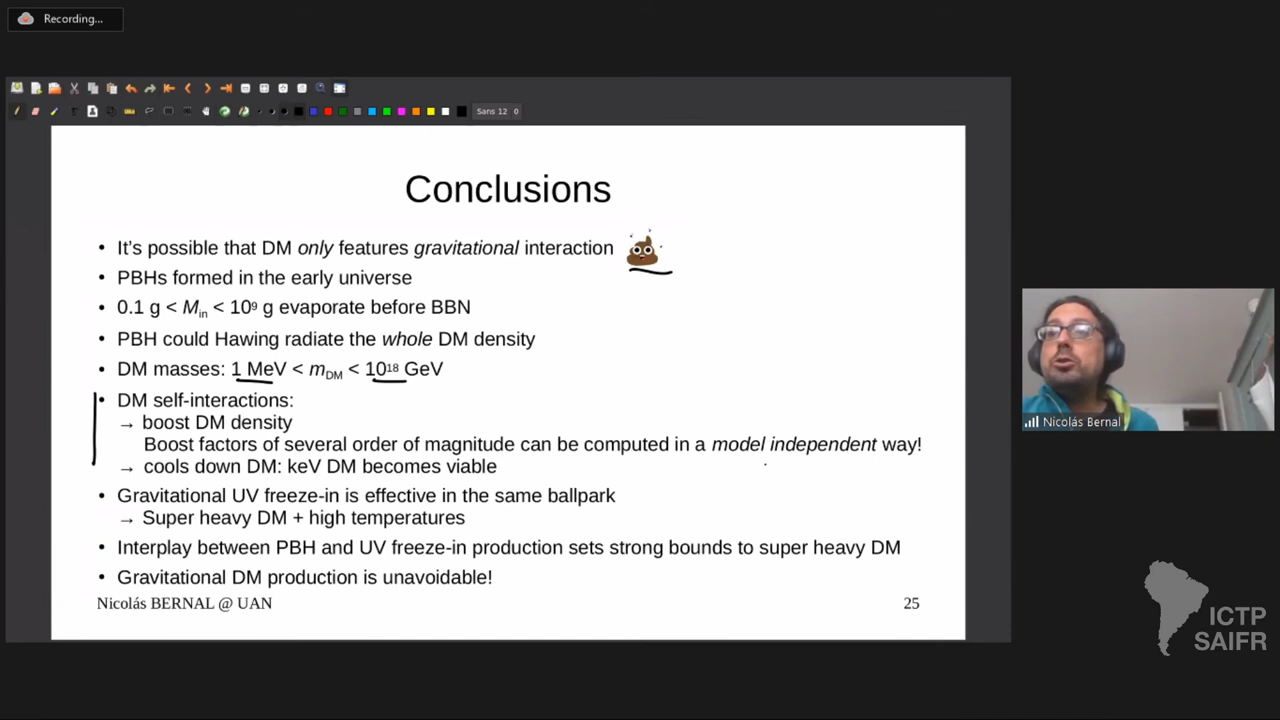 Recording...
Sans 12 0
Conclusions
• It's possible that DM only features gravitational interaction
• PBHs formed in the early universe
• 0.1 g < Min < 10⁹ g evaporate before BBN
• PBH could Hawing radiate the whole DM density
• DM masses: 1 MeV < mDM < 10¹⁸ GeV
• DM self-interactions:
→ boost DM density
Boost factors of several order of magnitude can be computed in a model independent way!
→ cools down DM: keV DM becomes viable
• Gravitational UV freeze-in is effective in the same ballpark
→ Super heavy DM + high temperatures
• Interplay between PBH and UV freeze-in production sets strong bounds to super heavy DM
• Gravitational DM production is unavoidable!
Nicolás BERNAL @ UAN
25
Nicolás Bernal
ICTP
SAIFR